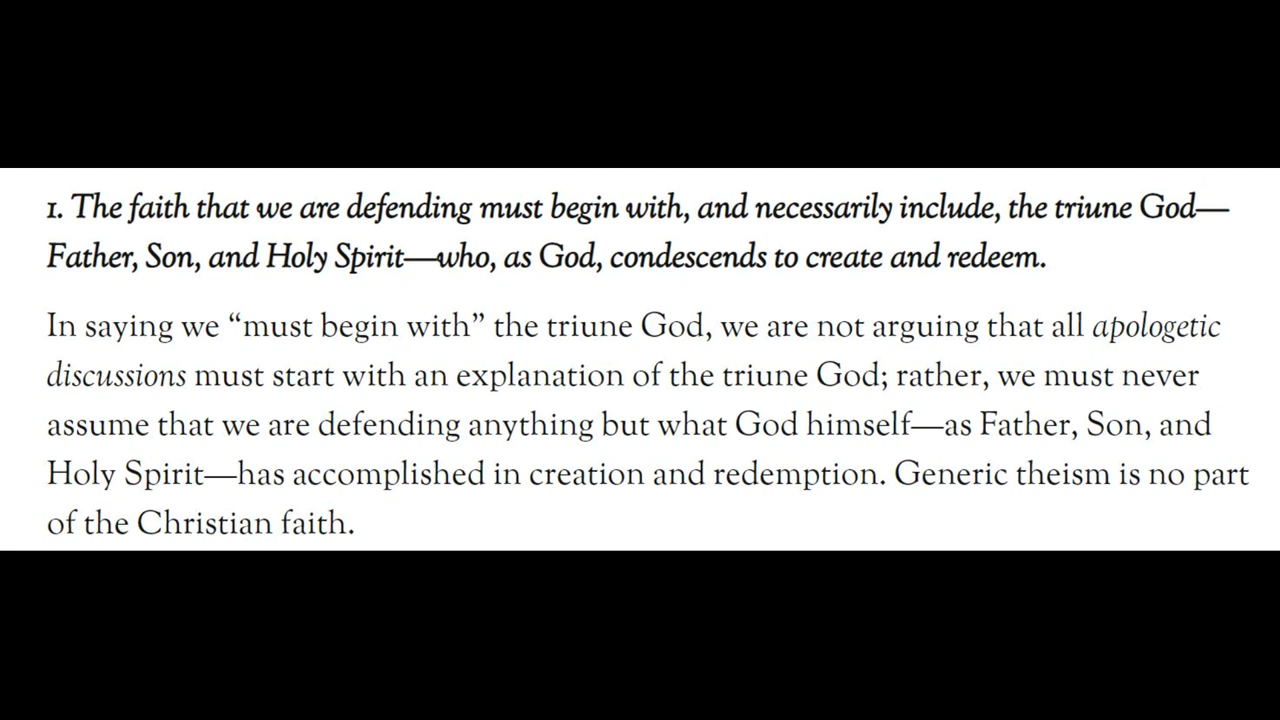 1. The faith that we are defending must begin with, and necessarily include, the triune God—
Father, Son, and Holy Spirit—who, as God, condescends to create and redeem.
In saying we “must begin with” the triune God, we are not arguing that all apologetic
discussions must start with an explanation of the triune God; rather, we must never
assume that we are defending anything but what God himself—as Father, Son, and
Holy Spirit—has accomplished in creation and redemption. Generic theism is no part
of the Christian faith.